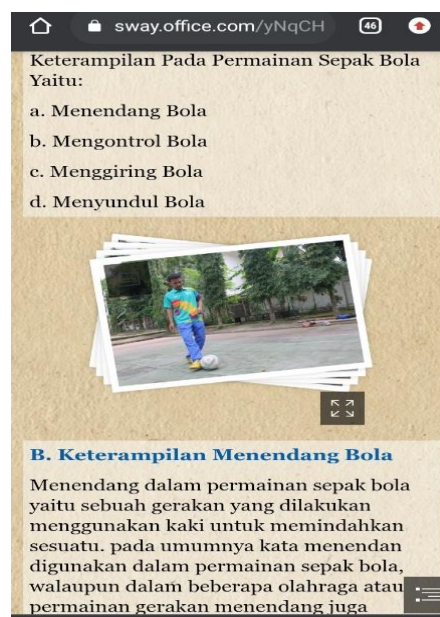 sway.office.com/yNqCH
46
Keterampilan Pada Permainan Sepak Bola
Yaitu:
a. Menendang Bola
b. Mengontrol Bola
c. Menggiring Bola
d. Menyundul Bola
B. Keterampilan Menendang Bola
Menendang dalam permainan sepak bola
yaitu sebuah gerakan yang dilakukan
menggunakan kaki untuk memindahkan
sesuatu. pada umumnya kata menendan
digunakan dalam permainan sepak bola,
walaupun dalam beberapa olahraga atau
permainan gerakan menendang juga